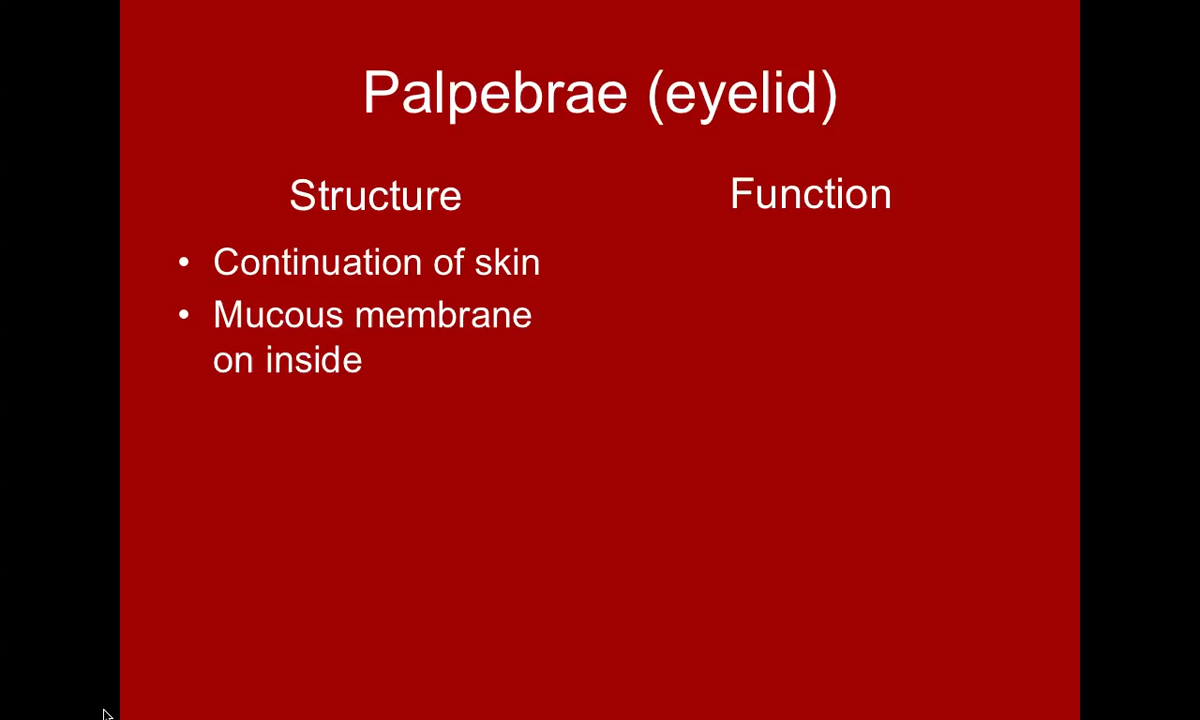 Palpebrae (eyelid)
Structure
• Continuation of skin
• Mucous membrane
on inside
Function